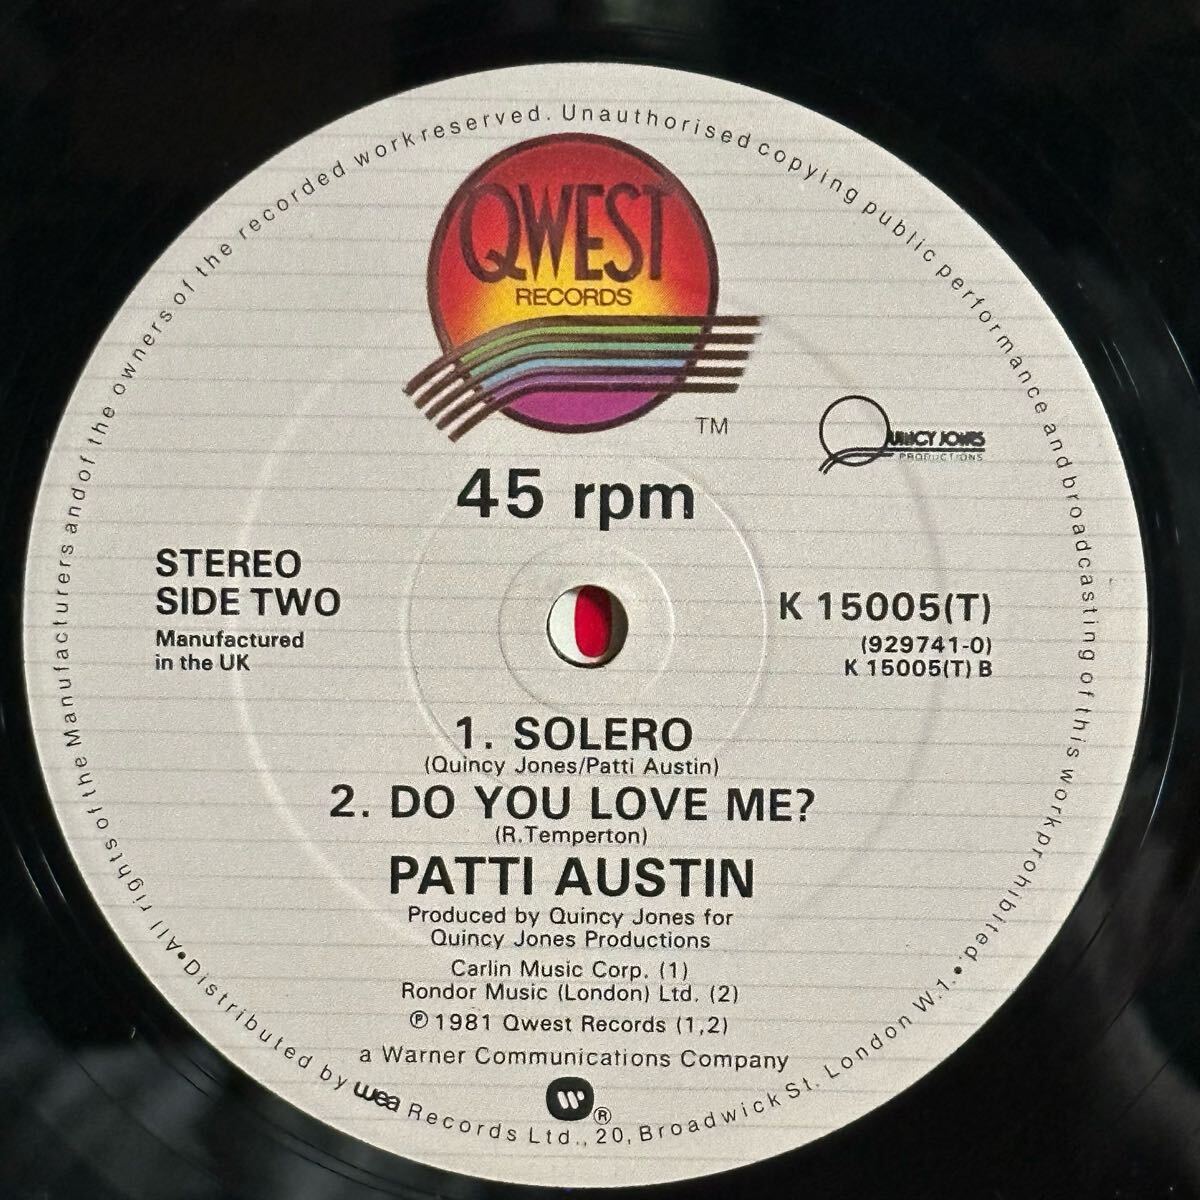 QWEST
RECORDS
TM
QUINCY JONES
PRODUCTIONS
45 rpm
STEREO
SIDE TWO
Manufactured
in the UK
K 15005(T)
(929741-0)
K 15005(T) B
1. SOLERO
(Quincy Jones/Patti Austin)
2. DO YOU LOVE ME?
(R.Temperton)
PATTI AUSTIN
Produced by Quincy Jones for
Quincy Jones Productions
Carlin Music Corp. (1)
Rondor Music (London) Ltd. (2)
℗ 1981 Qwest Records (1,2)
a Warner Communications Company
®
•All rights of the Manufacturers and of the owners of the recorded work reserved. Unauthorised copying public performance and broadcasting of this work prohibited.•
Distributed by wea Records Ltd., 20, Broadwick St. London W.1.